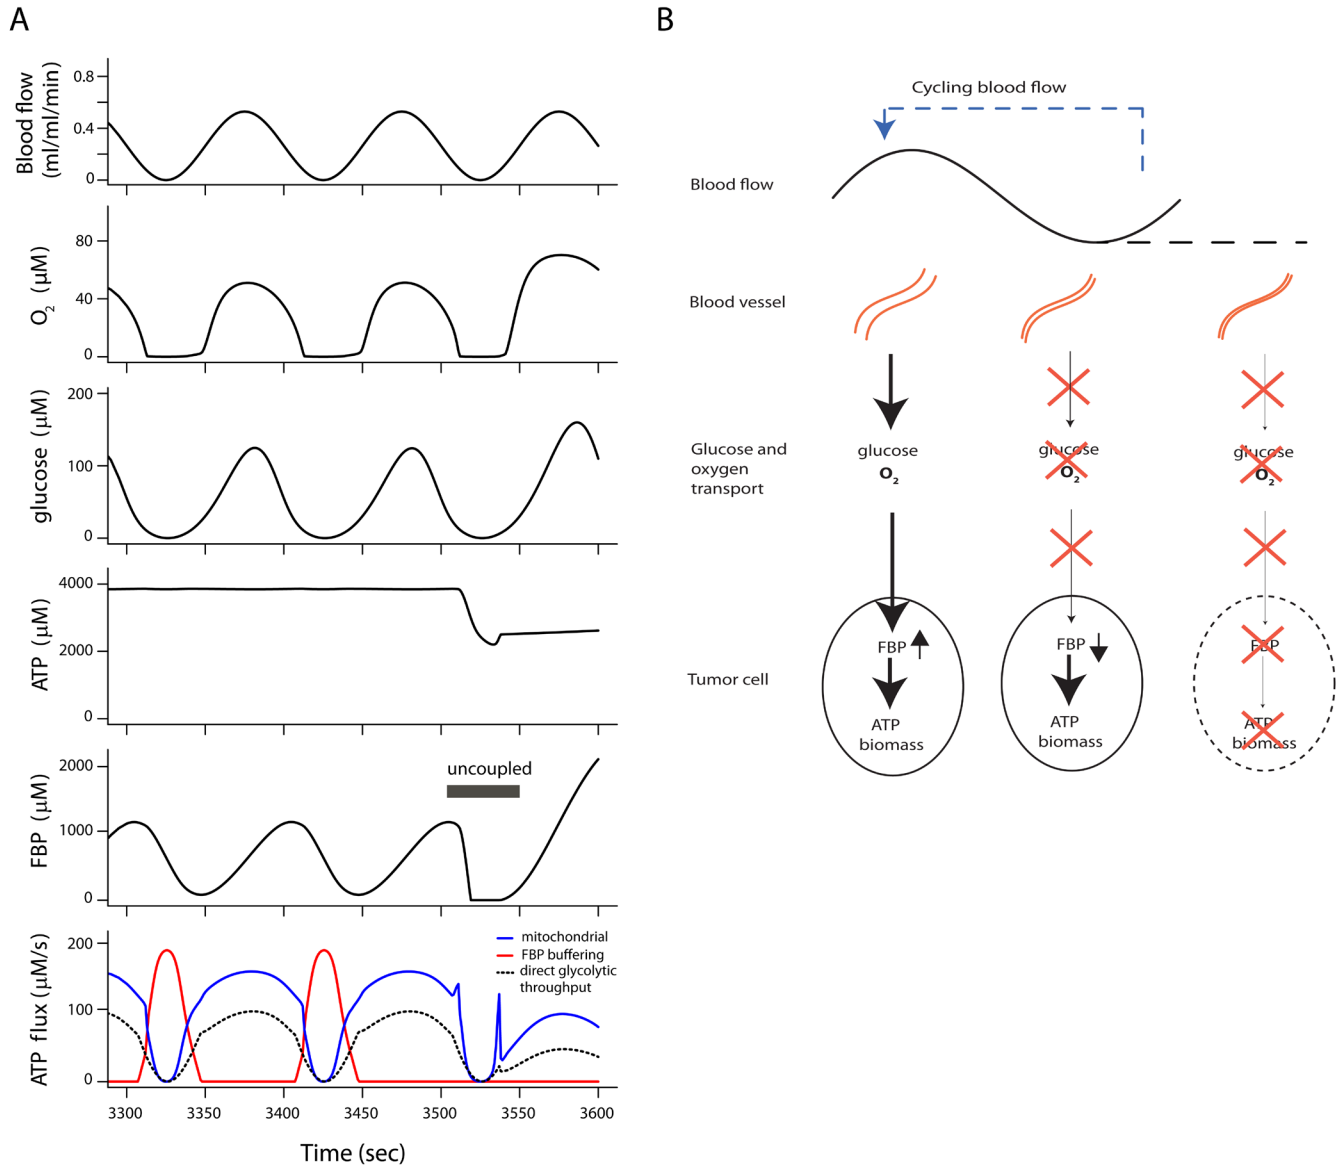 A
Blood flow
(ml/ml/min)
0.8
0.4
0
O2 (µM)
80
40
0
glucose (µM)
200
100
0
ATP (µM)
4000
2000
0
FBP (µM)
2000
1000
0
uncoupled
ATP flux (µM/s)
200
100
0
mitochondrial
FBP buffering
direct glycolytic
throughput
3300 3350 3400 3450 3500 3550 3600
Time (sec)
B
Cycling blood flow
Blood flow
Blood vessel
Glucose and
oxygen
transport
glucose
O2
glucose
O2
glucose
O2
Tumor cell
FBP
ATP
biomass
FBP
ATP
biomass
FBP
ATP
biomass